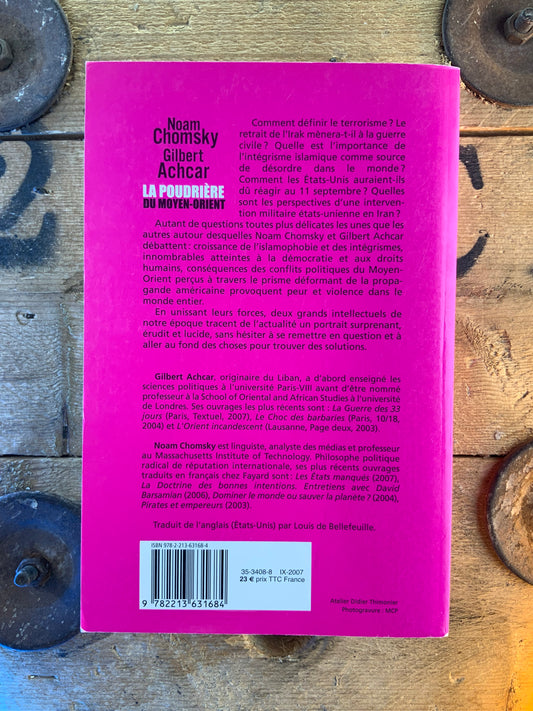 Noam
Chomsky
Gilbert
Achcar
LA POUDRIÈRE
DU MOYEN-ORIENT
Comment définir le terrorisme ? Le
retrait de l'Irak mènera-t-il à la guerre
civile ? Quelle est l'importance de
l'intégrisme islamique comme source
de désordre dans le monde ?
Comment les États-Unis auraient-ils
dû réagir au 11 septembre ? Quelles
sont les perspectives d'une interven-
tion militaire états-unienne en Iran ?
Autant de questions toutes plus délicates les unes que les
autres autour desquelles Noam Chomsky et Gilbert Achcar
débattent : croissance de l'islamophobie et des intégrismes,
innombrables atteintes à la démocratie et aux droits
humains, conséquences des conflits politiques du Moyen-
Orient perçus à travers le prisme déformant de la propa-
gande américaine provoquent peur et violence dans le
monde entier.
En unissant leurs forces, deux grands intellectuels de
notre époque tracent de l'actualité un portrait surprenant,
érudit et lucide, sans hésiter à se remettre en question et à
aller au fond des choses pour trouver des solutions.
Gilbert Achcar, originaire du Liban, a d'abord enseigné les
sciences politiques à l'université Paris-VIII avant d'être nommé
professeur à la School of Oriental and African Studies à l'université
de Londres. Ses ouvrages les plus récents sont : La Guerre des 33
jours (Paris, Textuel, 2007), Le Choc des barbaries (Paris, 10/18,
2004) et L'Orient incandescent (Lausanne, Page deux, 2003).
Noam Chomsky est linguiste, analyste des médias et professeur
au Massachusetts Institute of Technology. Philosophe politique
radical de réputation internationale, ses plus récents ouvrages
traduits en français chez Fayard sont : Les États manqués (2007),
La Doctrine des bonnes intentions. Entretiens avec David
Barsamian (2006), Dominer le monde ou sauver la planète ? (2004),
Pirates et empereurs (2003).
Traduit de l'anglais (États-Unis) par Louis de Bellefeuille.
ISBN 978-2-213-63168-4
35-3408-8 IX-2007
23 € prix TTC France
9 782213 631684
Atelier Didier Thimonier
Photogravure : MCP